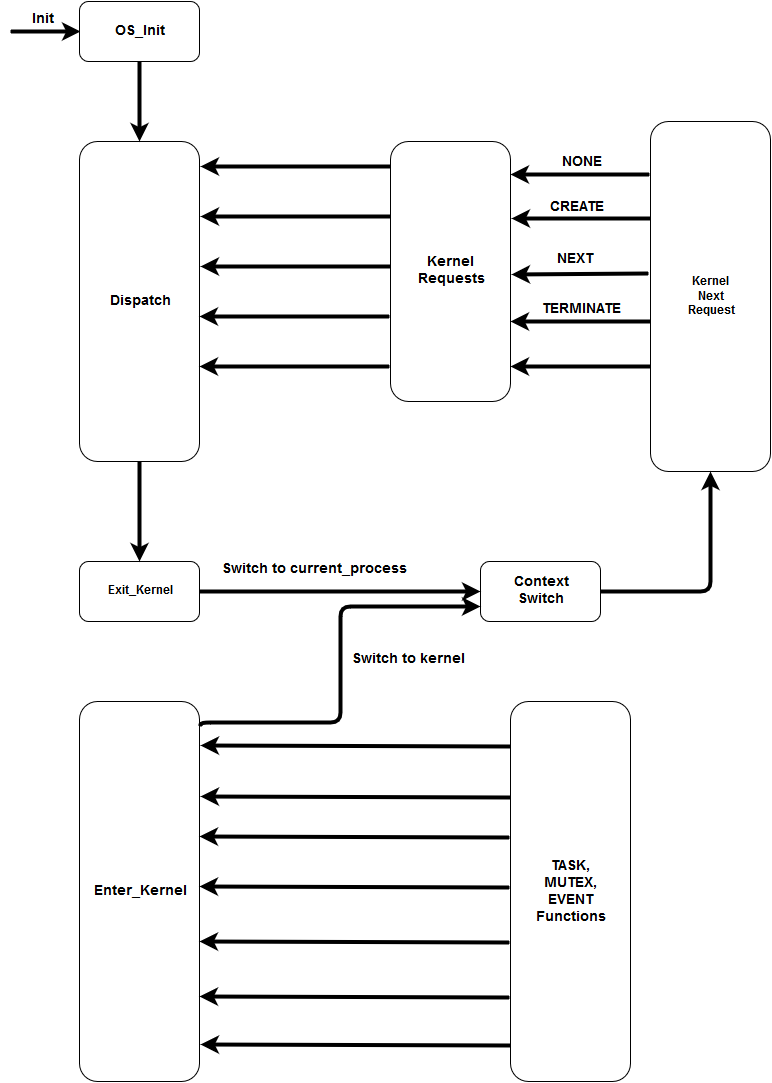 Init
OS_Init
NONE
CREATE
NEXT
TERMINATE
Dispatch
Kernel
Requests
Kernel
Next
Request
Switch to current_process
Exit_Kernel
Context
Switch
Switch to kernel
Enter_Kernel
TASK,
MUTEX,
EVENT
Functions